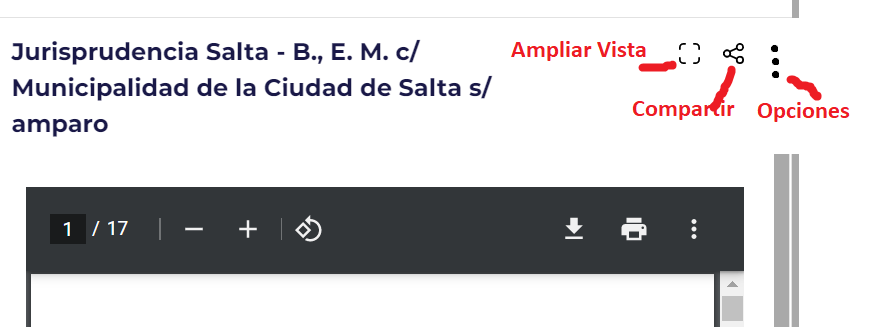 Jurisprudencia Salta - B., E. M. c/
Municipalidad de la Ciudad de Salta s/
amparo
Ampliar Vista
Compartir
Opciones
1 / 17